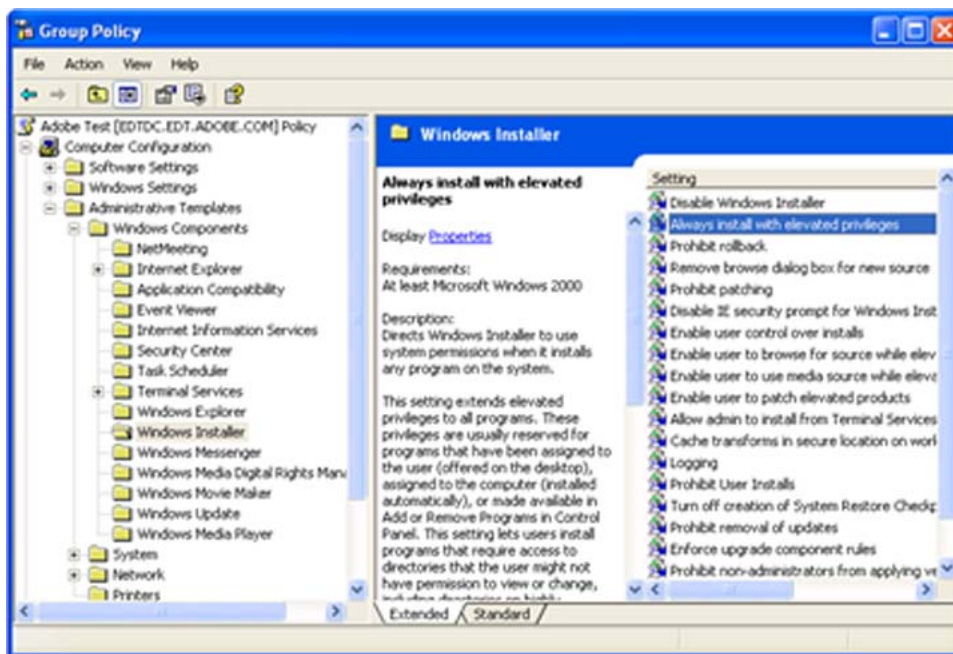 Group Policy
File Action View Help
Adobe Test [EDTDC.EDT.ADOBE.COM] Policy
Computer Configuration
Software Settings
Windows Settings
Administrative Templates
Windows Components
NetMeeting
Internet Explorer
Application Compatibility
Event Viewer
Internet Information Services
Security Center
Task Scheduler
Terminal Services
Windows Explorer
Windows Installer
Windows Messenger
Windows Media Digital Rights Mana
Windows Movie Maker
Windows Update
Windows Media Player
System
Network
Printers
Windows Installer
Always install with elevated
privileges
Display Properties
Requirements:
At least Microsoft Windows 2000
Description:
Directs Windows Installer to use
system permissions when it installs
any program on the system.
This setting extends elevated
privileges to all programs. These
privileges are usually reserved for
programs that have been assigned to
the user (offered on the desktop),
assigned to the computer (installed
automatically), or made available in
Add or Remove Programs in Control
Panel. This setting lets users install
programs that require access to
directories that the user might not
have permission to view or change,
including directories on highly
Setting
Disable Windows Installer
Always install with elevated privileges
Prohibit rollback
Remove browse dialog box for new source
Prohibit patching
Disable IE security prompt for Windows Inst
Enable user control over installs
Enable user to browse for source while elev
Enable user to use media source while eleva
Enable user to patch elevated products
Allow admin to install from Terminal Services
Cache transforms in secure location on work
Logging
Prohibit User Installs
Turn off creation of System Restore Checkp
Prohibit removal of updates
Enforce upgrade component rules
Prohibit non-administrators from applying ve
Extended Standard